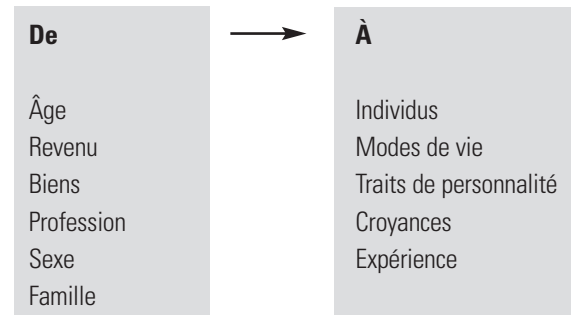 De
Âge
Revenu
Biens
Profession
Sexe
Famille
À
Individus
Modes de vie
Traits de personnalité
Croyances
Expérience